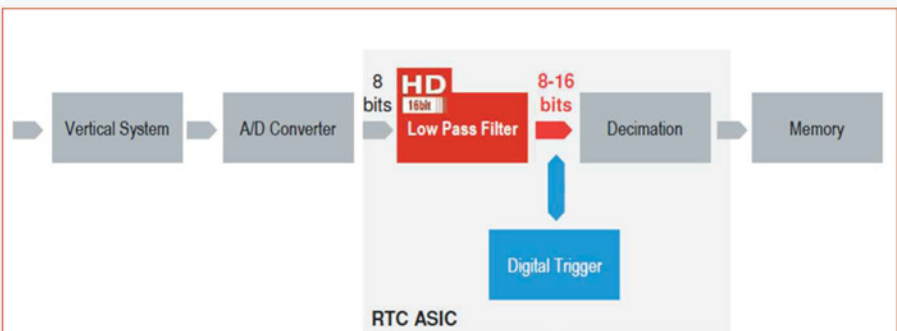 8
bits
HD
16bit
8-16
bits
Vertical System
A/D Converter
Low Pass Filter
Decimation
Memory
Digital Trigger
RTC ASIC